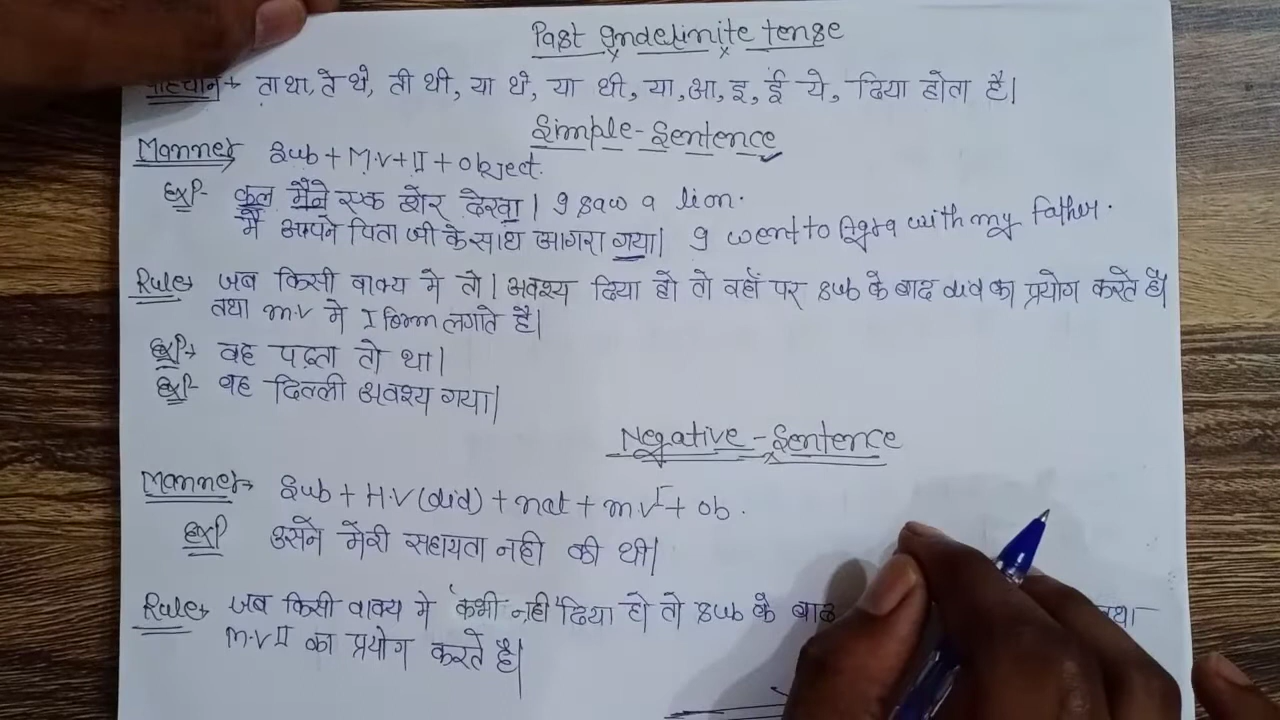 Past Indefinite tense
ता था, ते थे, ती थी, या थे, या थी, या, आ, इ, ई ये, दिया होता है।
Simple-Sentence
Manner Sub + M.V + II + Object.
Exp- कल मैने एक शेर देखा। I saw a lion.
मैं आपने पिता जी के साथ आगरा गया। I went to Agra with my Father.
Rule→ जब किसी वाक्य मे तो। अवश्य दिया हो तो वहाँ पर sub के बाद did का प्रयोग करते है।
तथा m.v मे I form लगाते है।
Exp→ वह पढ़ता तो था।
Exp- वह दिल्ली अवश्य गया।
Negative-Sentence
Manner→ Sub + H.V (did) + not + m.v I + ob.
Exp उसने मेरी सहायता नही की थी।
Rule→ जब किसी वाक्य मे 'कभी नही' दिया हो तो sub के बाद
m.v II का प्रयोग करते है।